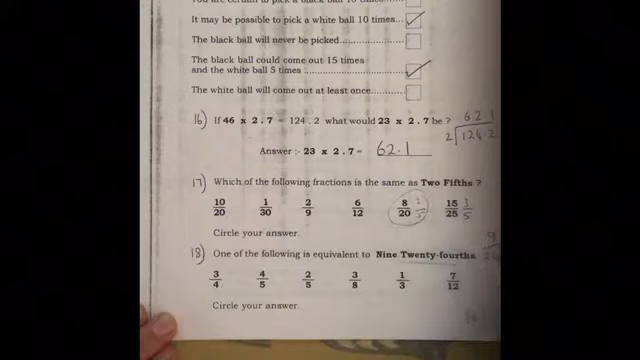 You are certain to pick a black ball 10 times
It may be possible to pick a white ball 10 times...
The black ball will never be picked
The black ball could come out 15 times
and the white ball 5 times
The white ball will come out at least once
16) If 46 x 2.7 = 124.2 what would 23 x 2.7 be ?
62 1
2 124.2
Answer :- 23 x 2.7 = 62.1
17) Which of the following fractions is the same as Two Fifths ?
10/20 1/30 2/9 6/12 8/20 2/5 15/25 3/5
Circle your answer.
18) One of the following is equivalent to Nine Twenty-fourths 9/24
3/4 4/5 2/5 3/8 1/3 7/12
Circle your answer.